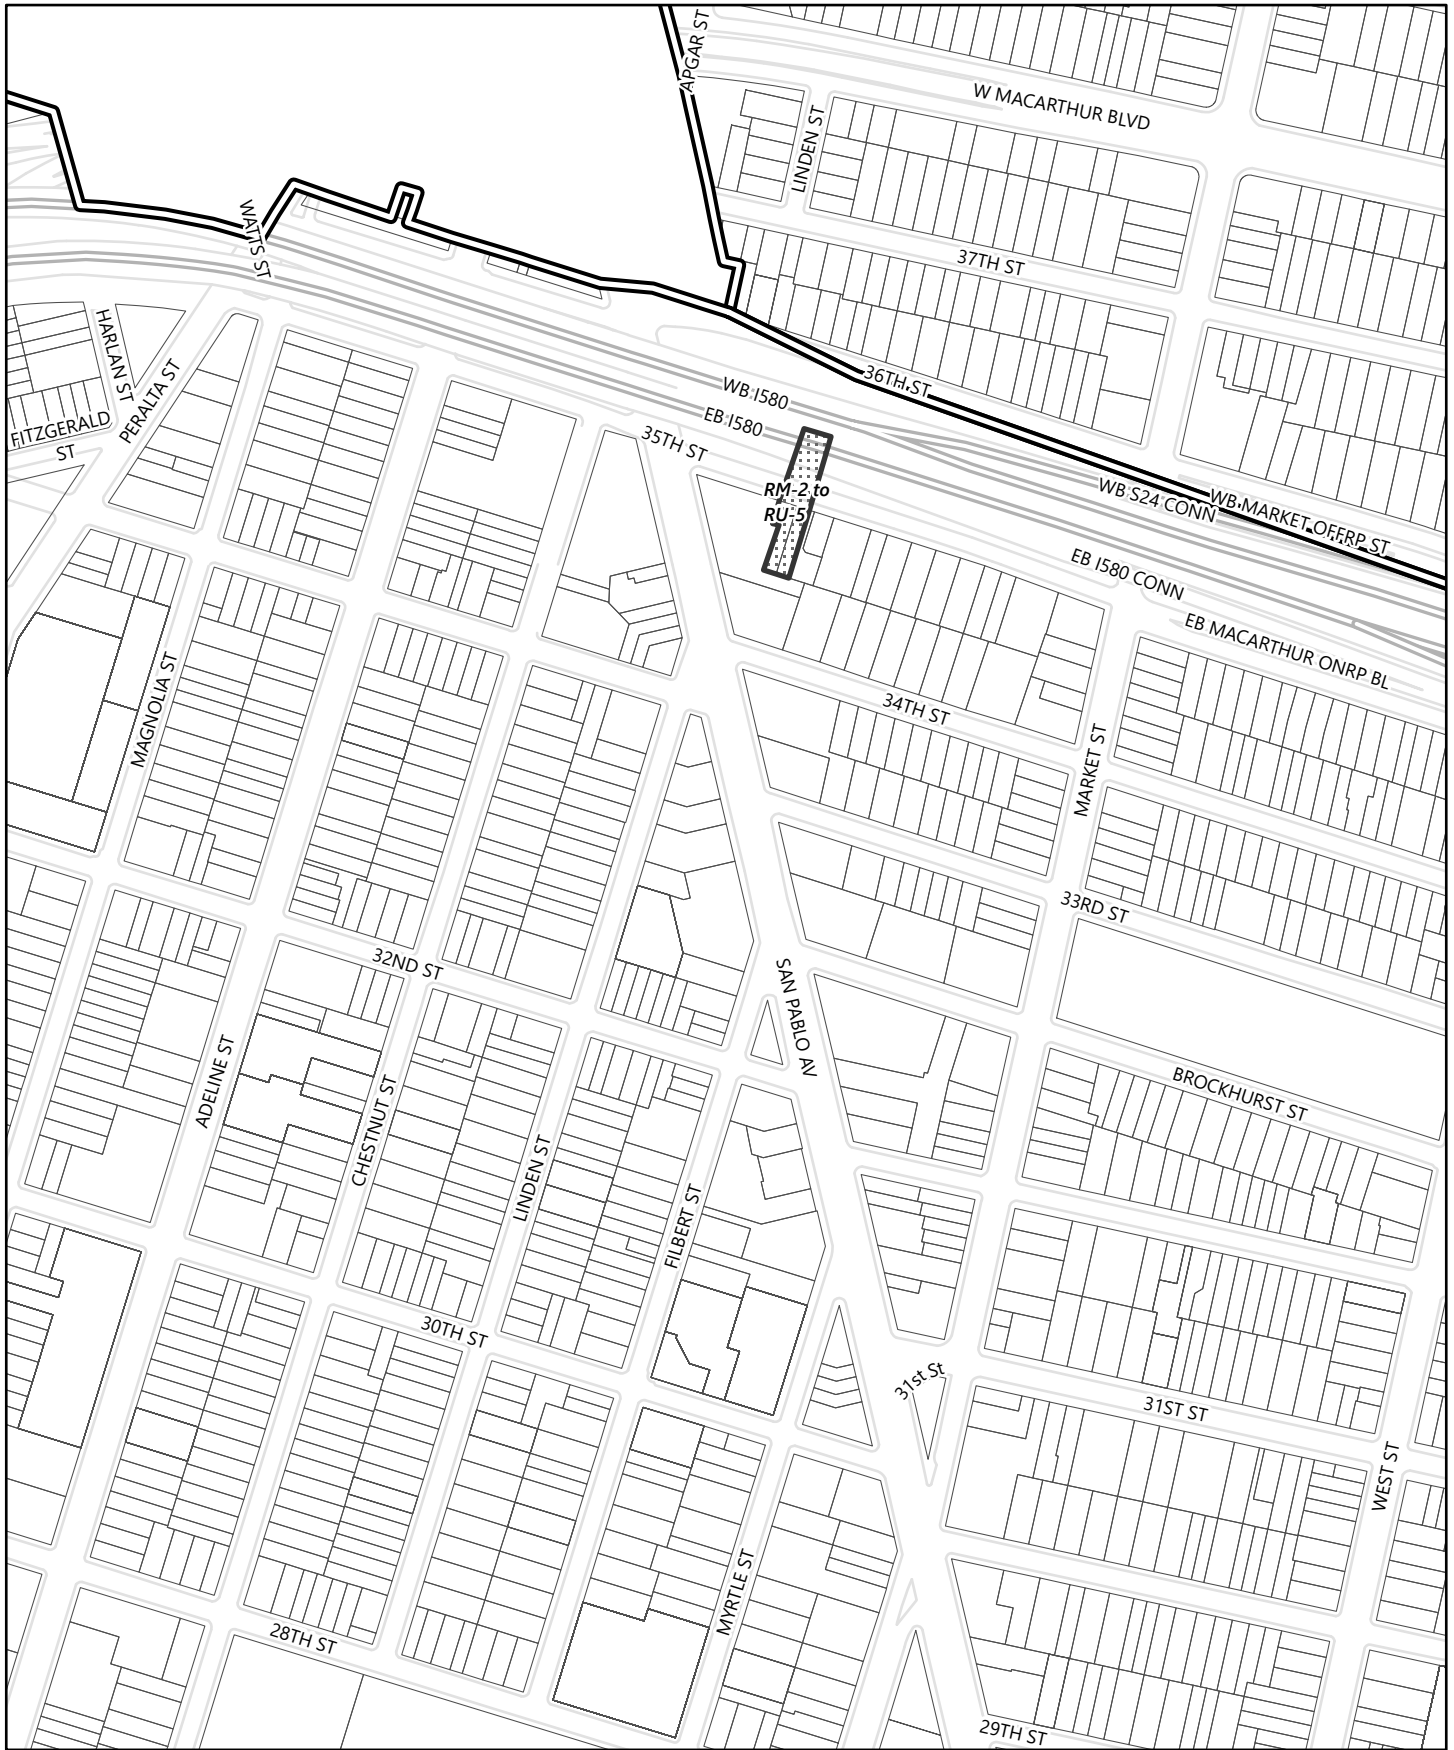 APGAR ST
W MACARTHUR BLVD
LINDEN ST
WATTS ST
37TH ST
HARLAN ST
PERALTA ST
36TH ST
WB I580
EB I580
FITZGERALD
ST
35TH ST
RM-2 to
RU-5
WB S24 CONN
WB MARKET OFFRP ST
EB I580 CONN
EB MACARTHUR ONRP BL
MAGNOLIA ST
34TH ST
MARKET ST
33RD ST
32ND ST
SAN PABLO AV
ADELINE ST
CHESTNUT ST
BROCKHURST ST
LINDEN ST
FILBERT ST
30TH ST
31st St
31ST ST
WEST ST
MYRTLE ST
28TH ST
29TH ST